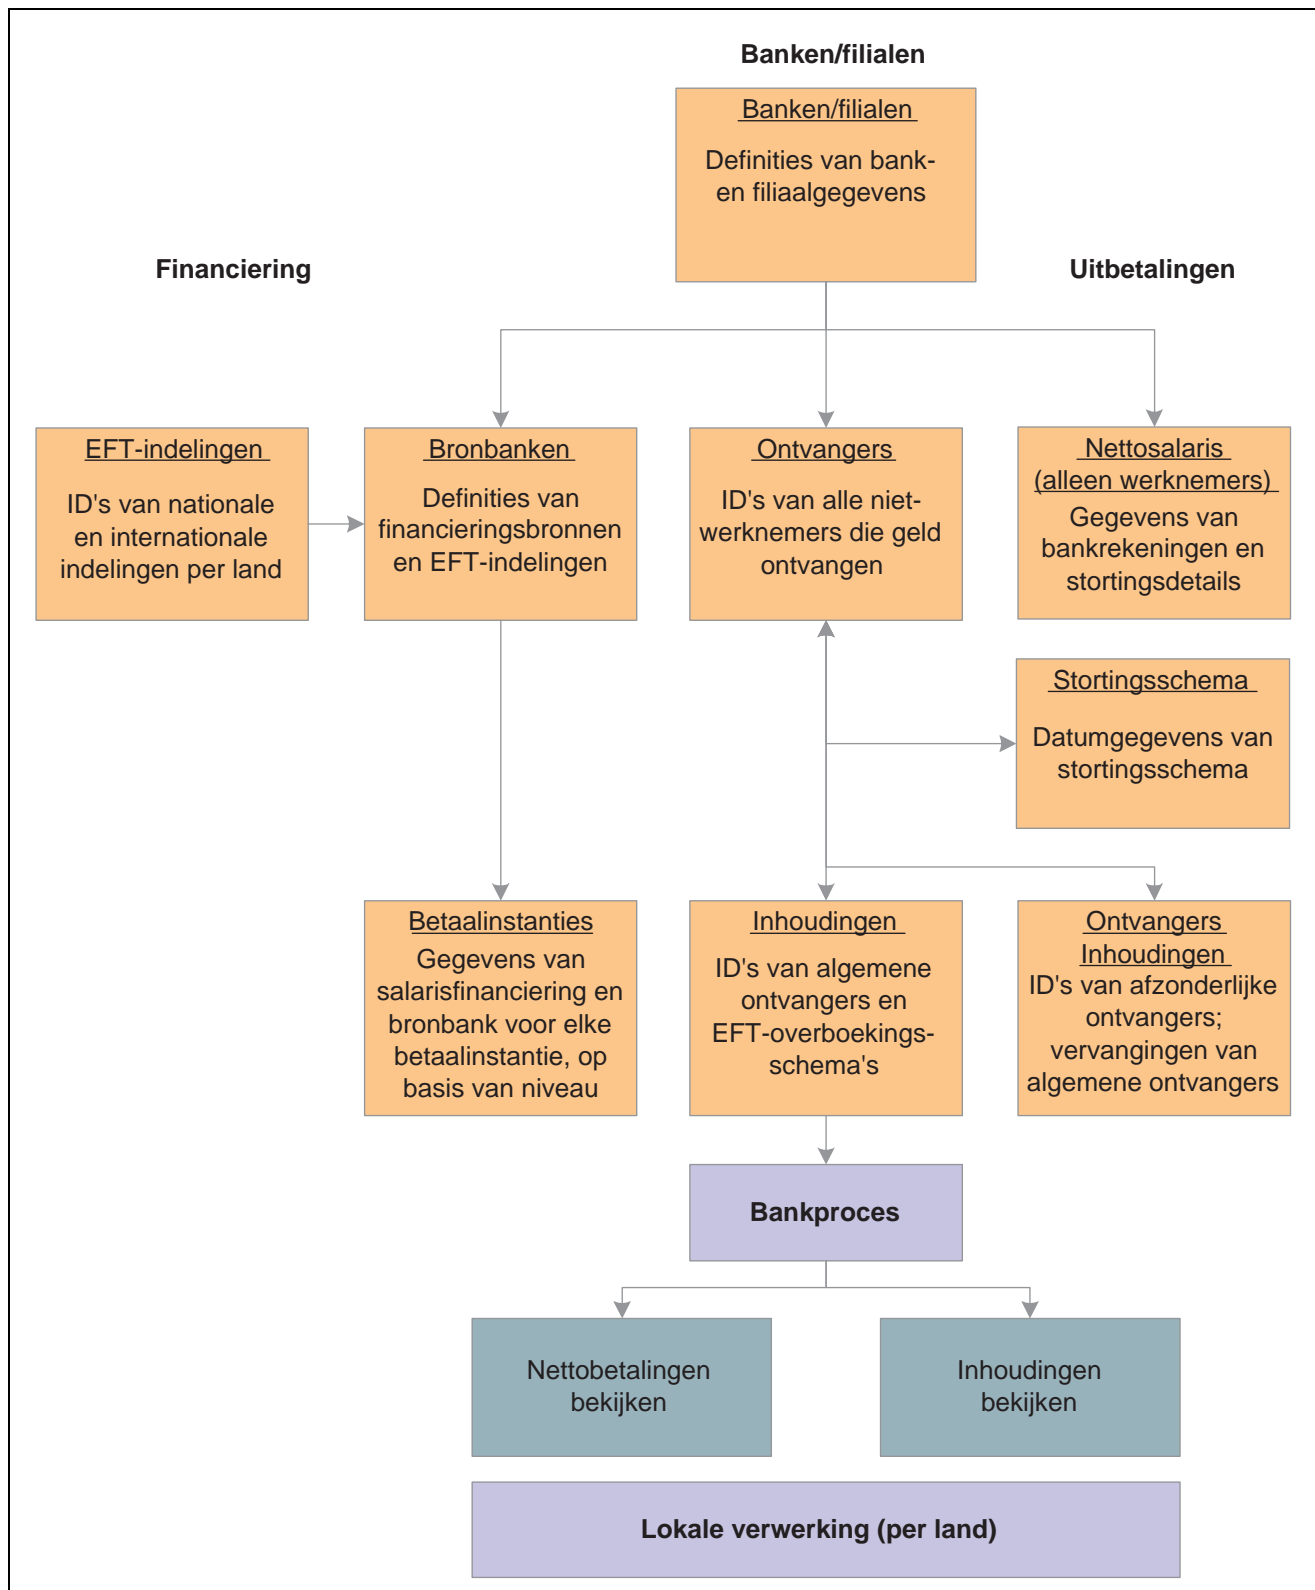 Banken/filialen
Banken/filialen
Definities van bank-
en filiaalgegevens
Financiering
Uitbetalingen
EFT-indelingen
ID's van nationale
en internationale
indelingen per land
Bronbanken
Definities van
financieringsbronnen
en EFT-indelingen
Ontvangers
ID's van alle niet-
werknemers die geld
ontvangen
Nettosalaris
(alleen werknemers)
Gegevens van
bankrekeningen en
stortingsdetails
Stortingsschema
Datumgegevens van
stortingsschema
Betaalinstanties
Gegevens van
salarisfinanciering en
bronbank voor elke
betaalinstantie, op
basis van niveau
Inhoudingen
ID's van algemene
ontvangers en
EFT-overboekings-
schema's
Ontvangers
Inhoudingen
ID's van afzonderlijke
ontvangers;
vervangingen van
algemene ontvangers
Bankproces
Nettobetalingen
bekijken
Inhoudingen
bekijken
Lokale verwerking (per land)